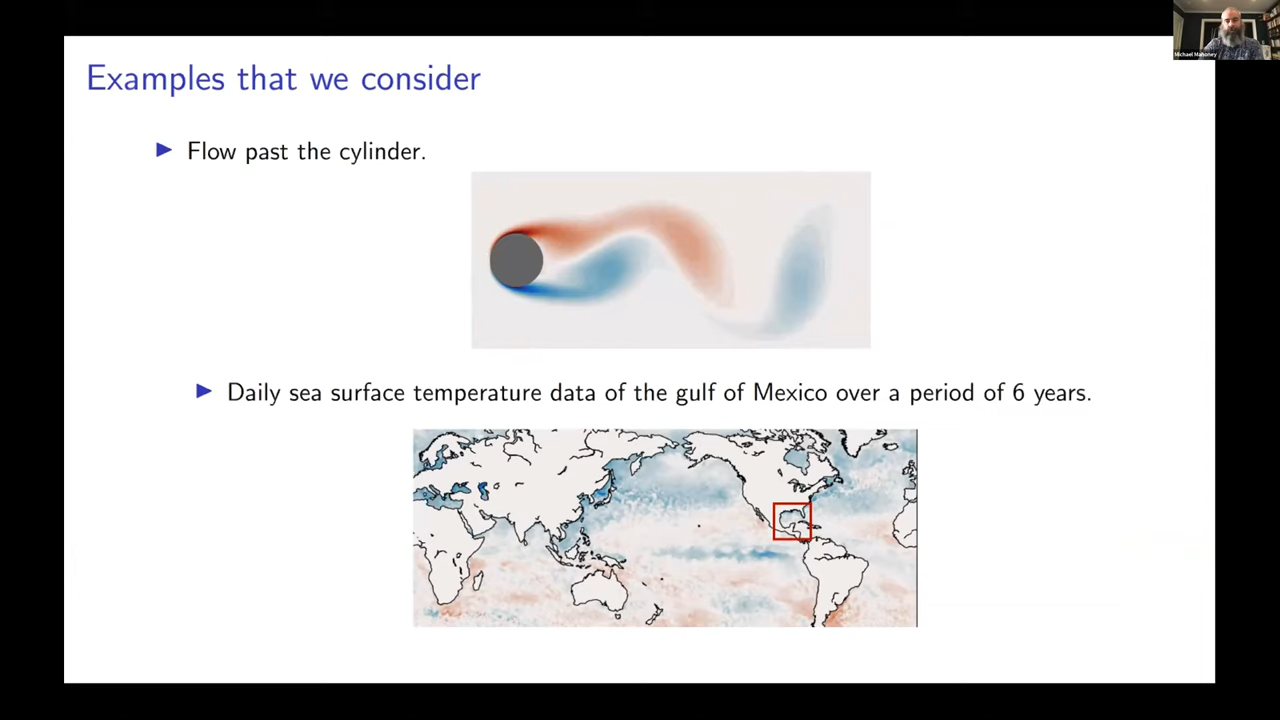 Michael Mahoney
Examples that we consider
▶ Flow past the cylinder.
▶ Daily sea surface temperature data of the gulf of Mexico over a period of 6 years.